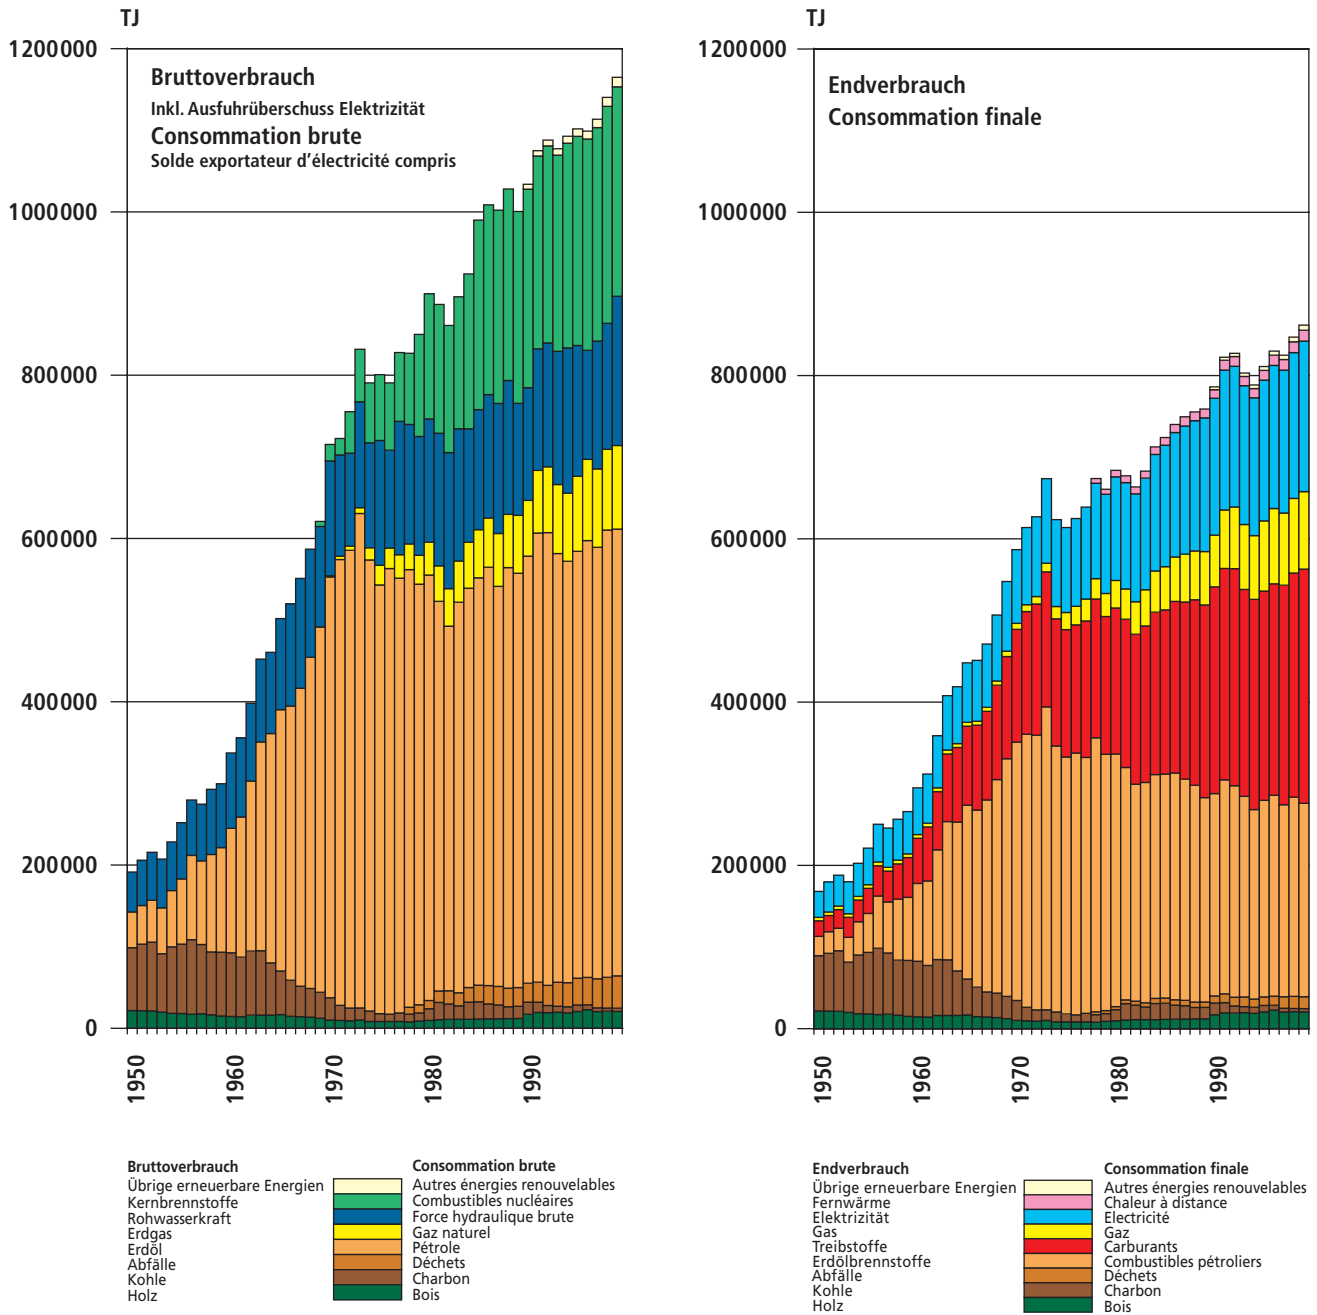 TJ
1200000
1000000
800000
600000
400000
200000
0
Bruttoverbrauch
Inkl. Ausfuhrüberschuss Elektrizität
Consommation brute
Solde exportateur d'électricité compris
1950
1960
1970
1980
1990
Bruttoverbrauch Consommation brute
Übrige erneuerbare Energien Autres énergies renouvelables
Kernbrennstoffe Combustibles nucléaires
Rohwasserkraft Force hydraulique brute
Erdgas Gaz naturel
Erdöl Pétrole
Abfälle Déchets
Kohle Charbon
Holz Bois
TJ
1200000
1000000
800000
600000
400000
200000
0
Endverbrauch
Consommation finale
1950
1960
1970
1980
1990
Endverbrauch Consommation finale
Übrige erneuerbare Energien Autres énergies renouvelables
Fernwärme Chaleur à distance
Elektrizität Electricité
Gas Gaz
Treibstoffe Carburants
Erdölbrennstoffe Combustibles pétroliers
Abfälle Déchets
Kohle Charbon
Holz Bois